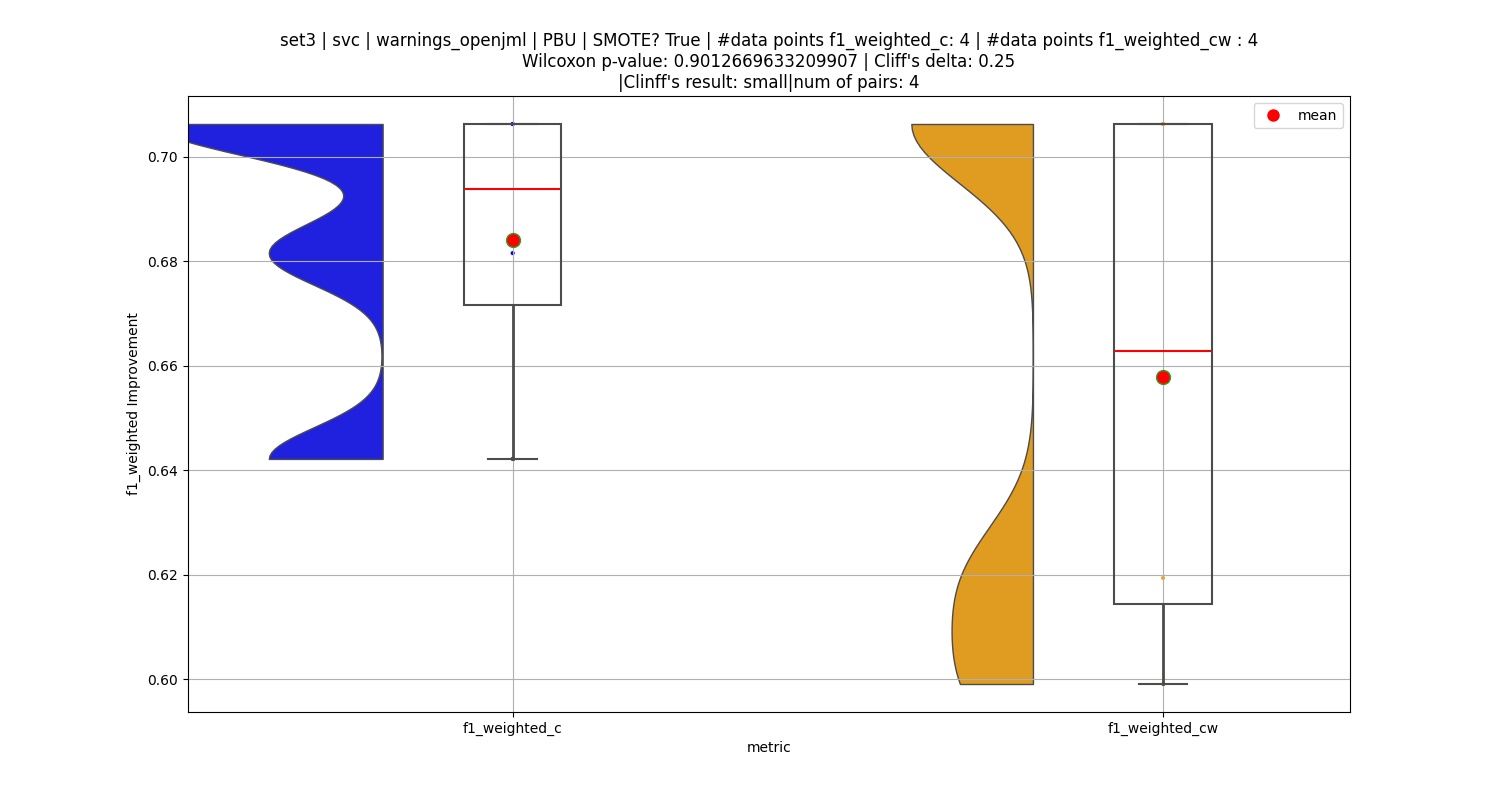 set3 | svc | warnings_openjml | PBU | SMOTE? True | #data points f1_weighted_c: 4 | #data points f1_weighted_cw : 4
Wilcoxon p-value: 0.9012669633209907 | Cliff's delta: 0.25
|Clinff's result: small|num of pairs: 4
mean
0.70
0.68
0.66
0.64
0.62
0.60
f1_weighted Improvement
f1_weighted_c
f1_weighted_cw
metric